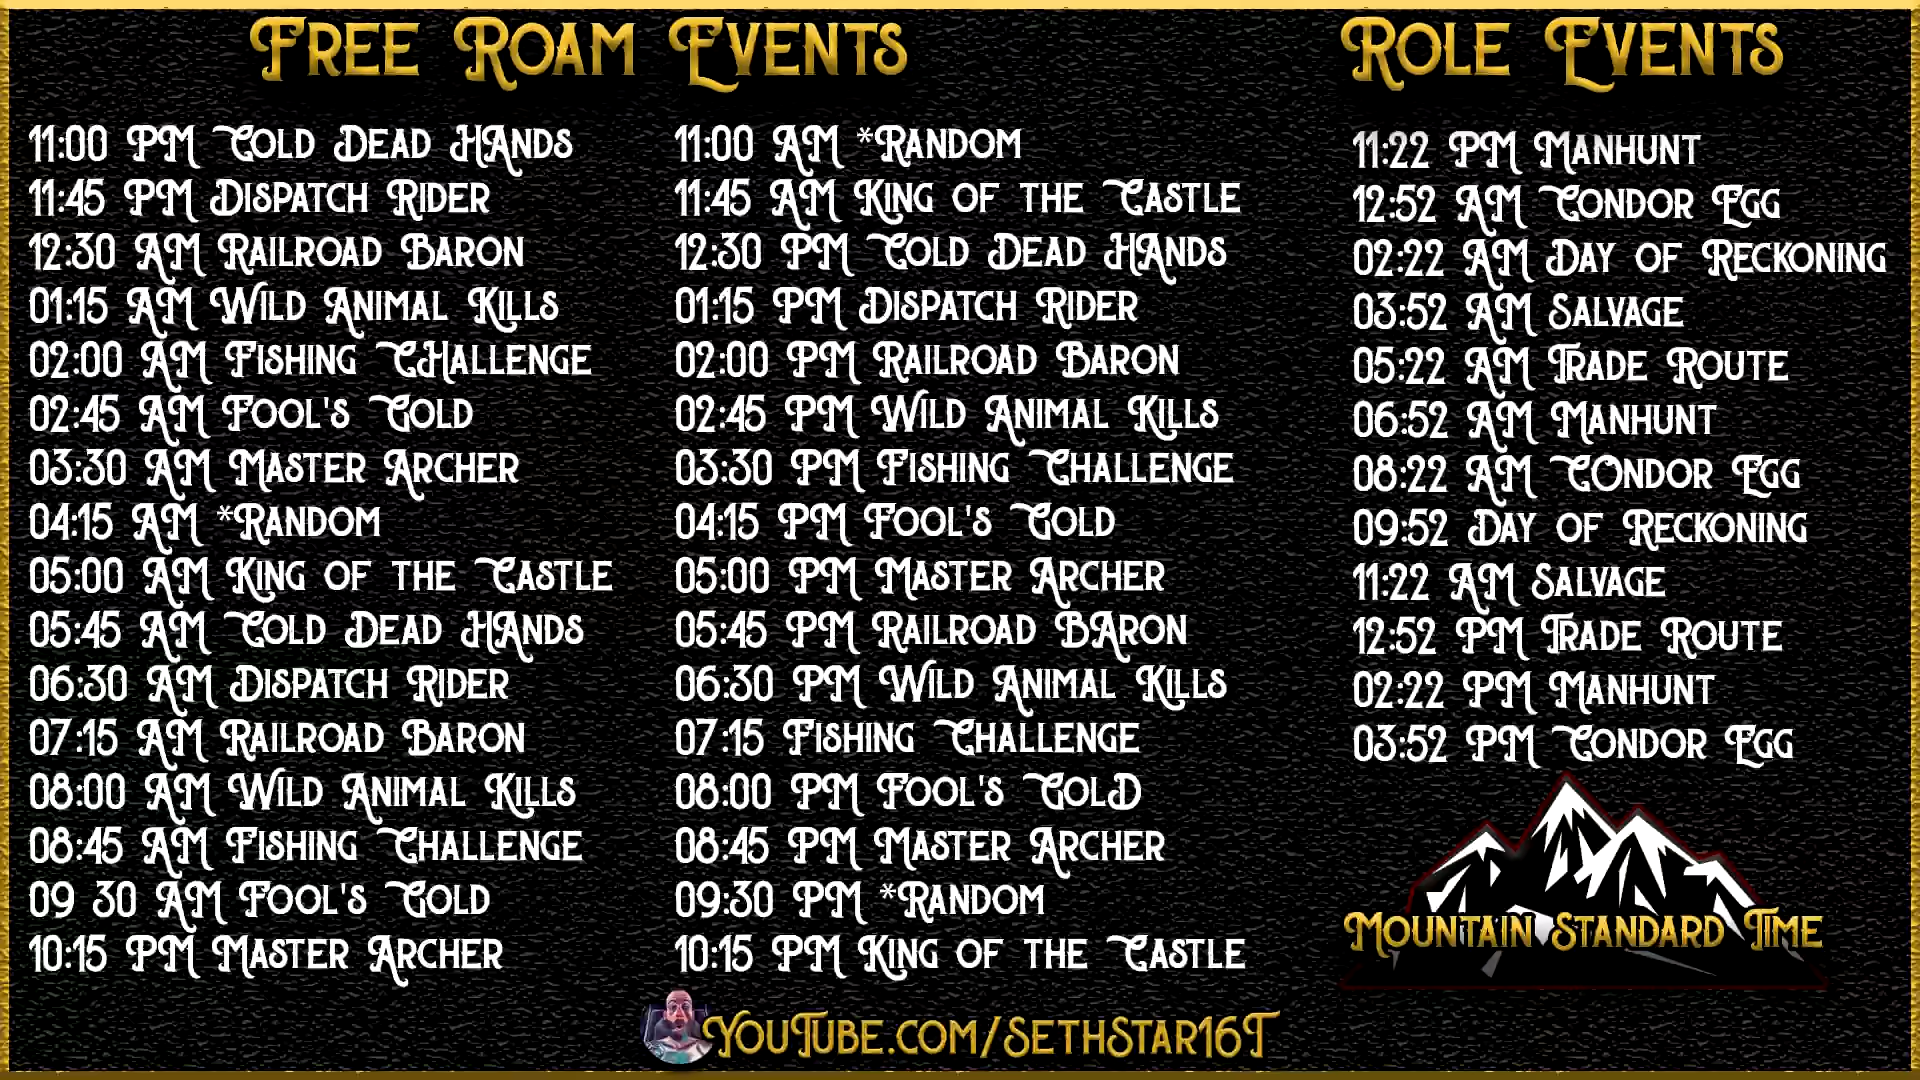 Free Roam Events
11:00 PM Cold Dead Hands
11:45 PM Dispatch Rider
12:30 AM Railroad Baron
01:15 AM Wild Animal Kills
02:00 AM Fishing Challenge
02:45 AM Fool's Gold
03:30 AM Master Archer
04:15 AM *Random
05:00 AM King of the Castle
05:45 AM Cold Dead Hands
06:30 AM Dispatch Rider
07:15 AM Railroad Baron
08:00 AM Wild Animal Kills
08:45 AM Fishing Challenge
09 30 AM Fool's Gold
10:15 PM Master Archer
11:00 AM *Random
11:45 AM King of the Castle
12:30 PM Cold Dead Hands
01:15 PM Dispatch Rider
02:00 PM Railroad Baron
02:45 PM Wild Animal Kills
03:30 PM Fishing Challenge
04:15 PM Fool's Gold
05:00 PM Master Archer
05:45 PM Railroad Baron
06:30 PM Wild Animal Kills
07:15 Fishing Challenge
08:00 PM Fool's Gold
08:45 PM Master Archer
09:30 PM *Random
10:15 PM King of the Castle
Role Events
11:22 PM Manhunt
12:52 AM Condor Egg
02:22 AM Day of Reckoning
03:52 AM Salvage
05:22 AM Trade Route
06:52 AM Manhunt
08:22 AM Condor Egg
09:52 Day of Reckoning
11:22 AM Salvage
12:52 PM Trade Route
02:22 PM Manhunt
03:52 PM Condor Egg
Mountain Standard Time
YouTube.com/SethStar16T